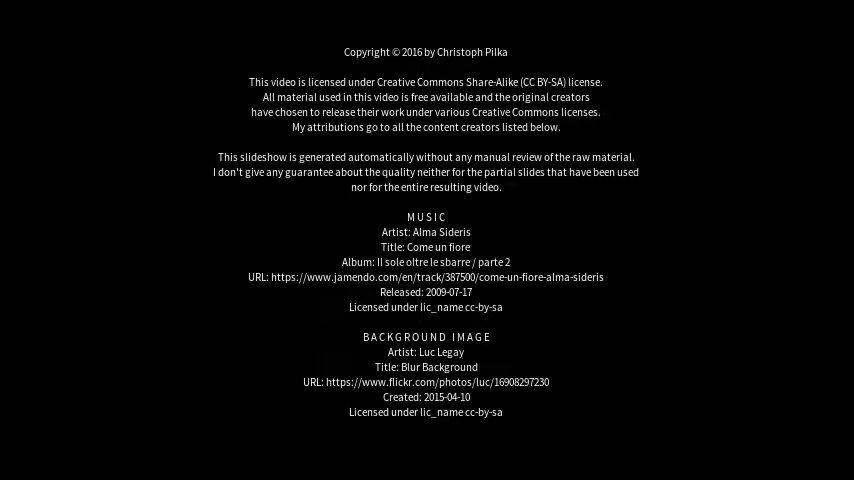 Copyright © 2016 by Christoph Pilka
This video is licensed under Creative Commons Share-Alike (CC BY-SA) license.
All material used in this video is free available and the original creators
have chosen to release their work under various Creative Commons licenses.
My attributions go to all the content creators listed below.
This slideshow is generated automatically without any manual review of the raw material.
I don't give any guarantee about the quality neither for the partial slides that have been used
nor for the entire resulting video.
MUSIC
Artist: Alma Sideris
Title: Come un fiore
Album: Il sole oltre le sbarre / parte 2
URL: https://www.jamendo.com/en/track/387500/come-un-fiore-alma-sideris
Released: 2009-07-17
Licensed under lic_name cc-by-sa
BACKGROUND IMAGE
Artist: Luc Legay
Title: Blur Background
URL: https://www.flickr.com/photos/luc/16908297230
Created: 2015-04-10
Licensed under lic_name cc-by-sa